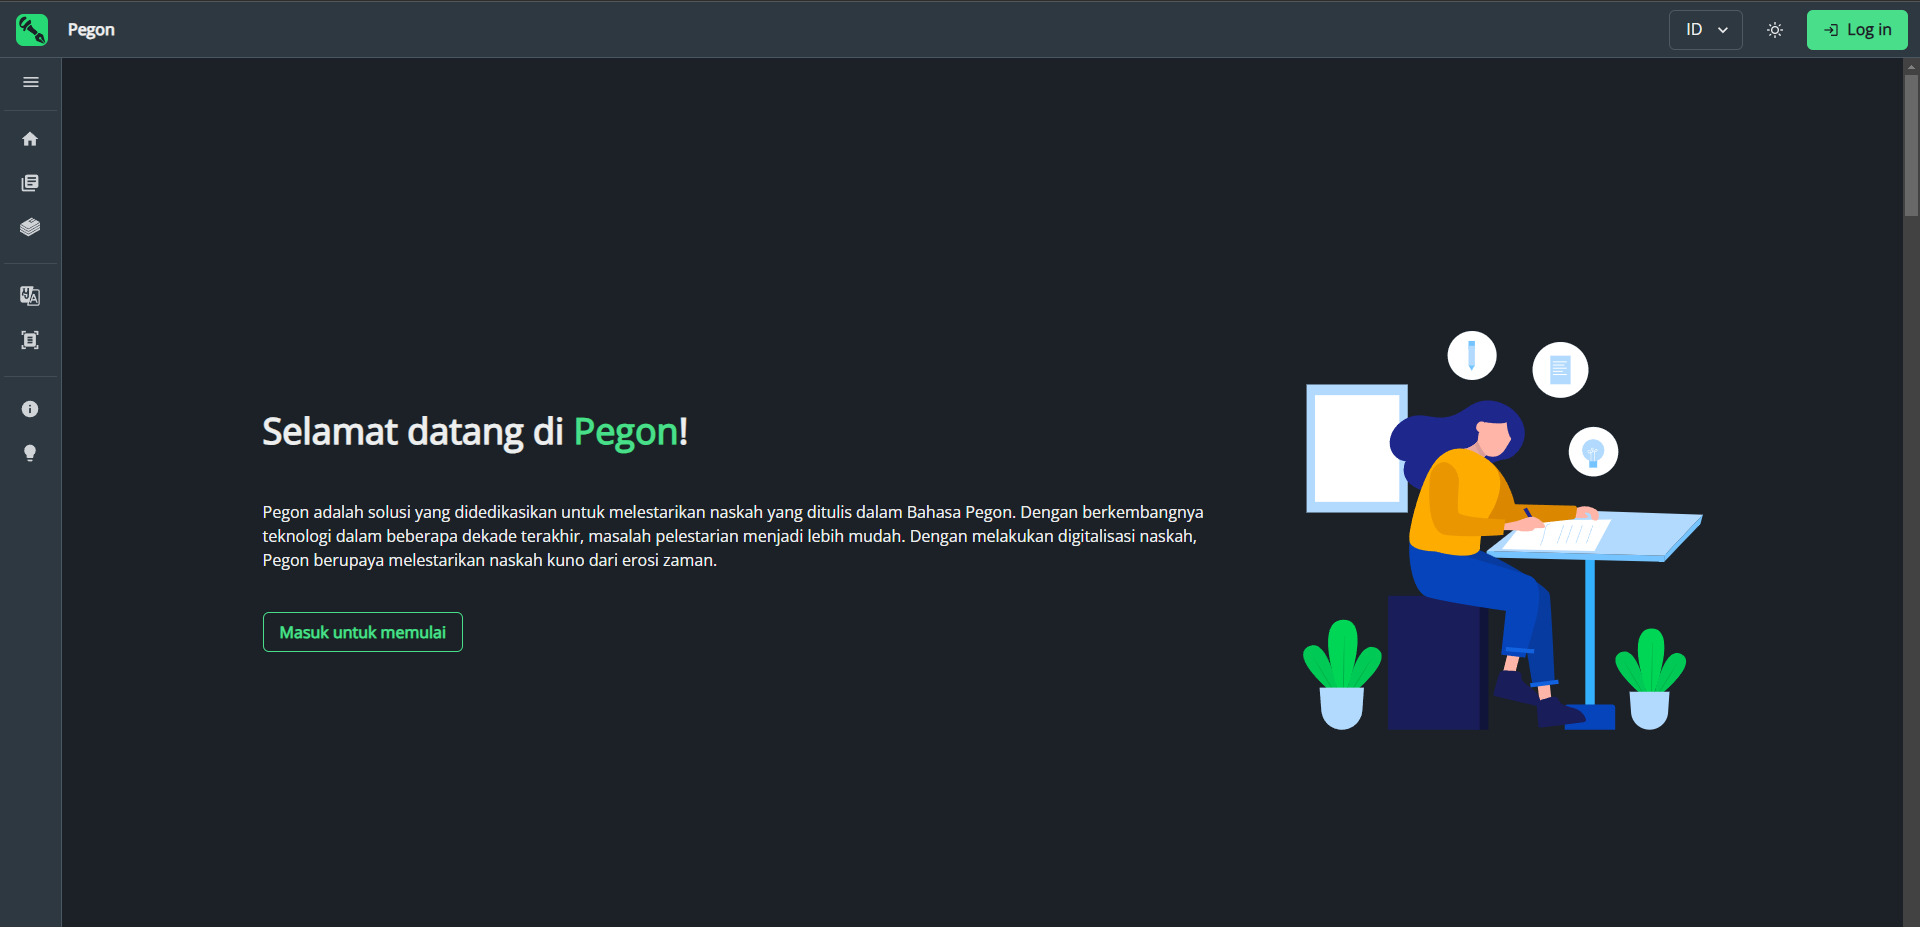 Pegon
ID
Log in
Selamat datang di Pegon!
Pegon adalah solusi yang didedikasikan untuk melestarikan naskah yang ditulis dalam Bahasa Pegon. Dengan berkembangnya
teknologi dalam beberapa dekade terakhir, masalah pelestarian menjadi lebih mudah. Dengan melakukan digitalisasi naskah,
Pegon berupaya melestarikan naskah kuno dari erosi zaman.
Masuk untuk memulai